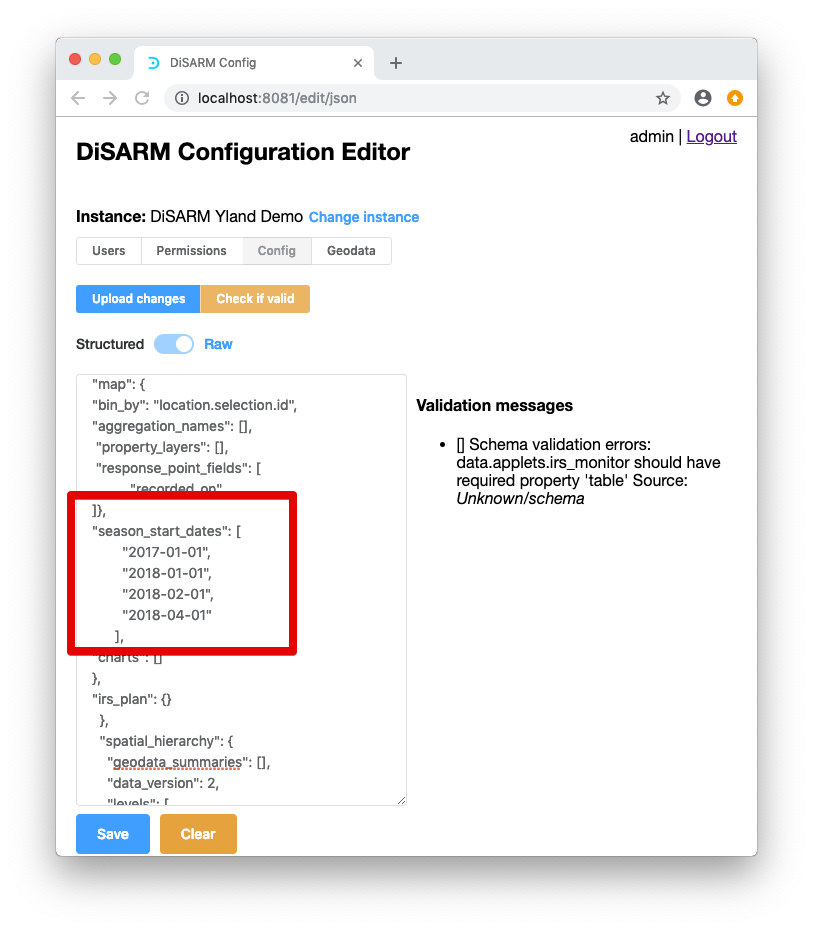 DiSARM Config
localhost:8081/edit/json
admin | Logout
DiSARM Configuration Editor
Instance: DiSARM Yland Demo Change instance
Users Permissions Config Geodata
Upload changes Check if valid
Structured Raw
"map": {
"bin_by": "location.selection.id",
"aggregation_names": [],
"property_layers": [],
"response_point_fields": [
"recorded_on"
]},
"season_start_dates": [
"2017-01-01",
"2018-01-01",
"2018-02-01",
"2018-04-01"
],
"charts": []
},
"irs_plan": {}
},
"spatial_hierarchy": {
"geodata_summaries": [],
"data_version": 2,
"levels": [
Validation messages
• [] Schema validation errors:
data.applets.irs_monitor should have
required property 'table' Source:
Unknown/schema
Save Clear